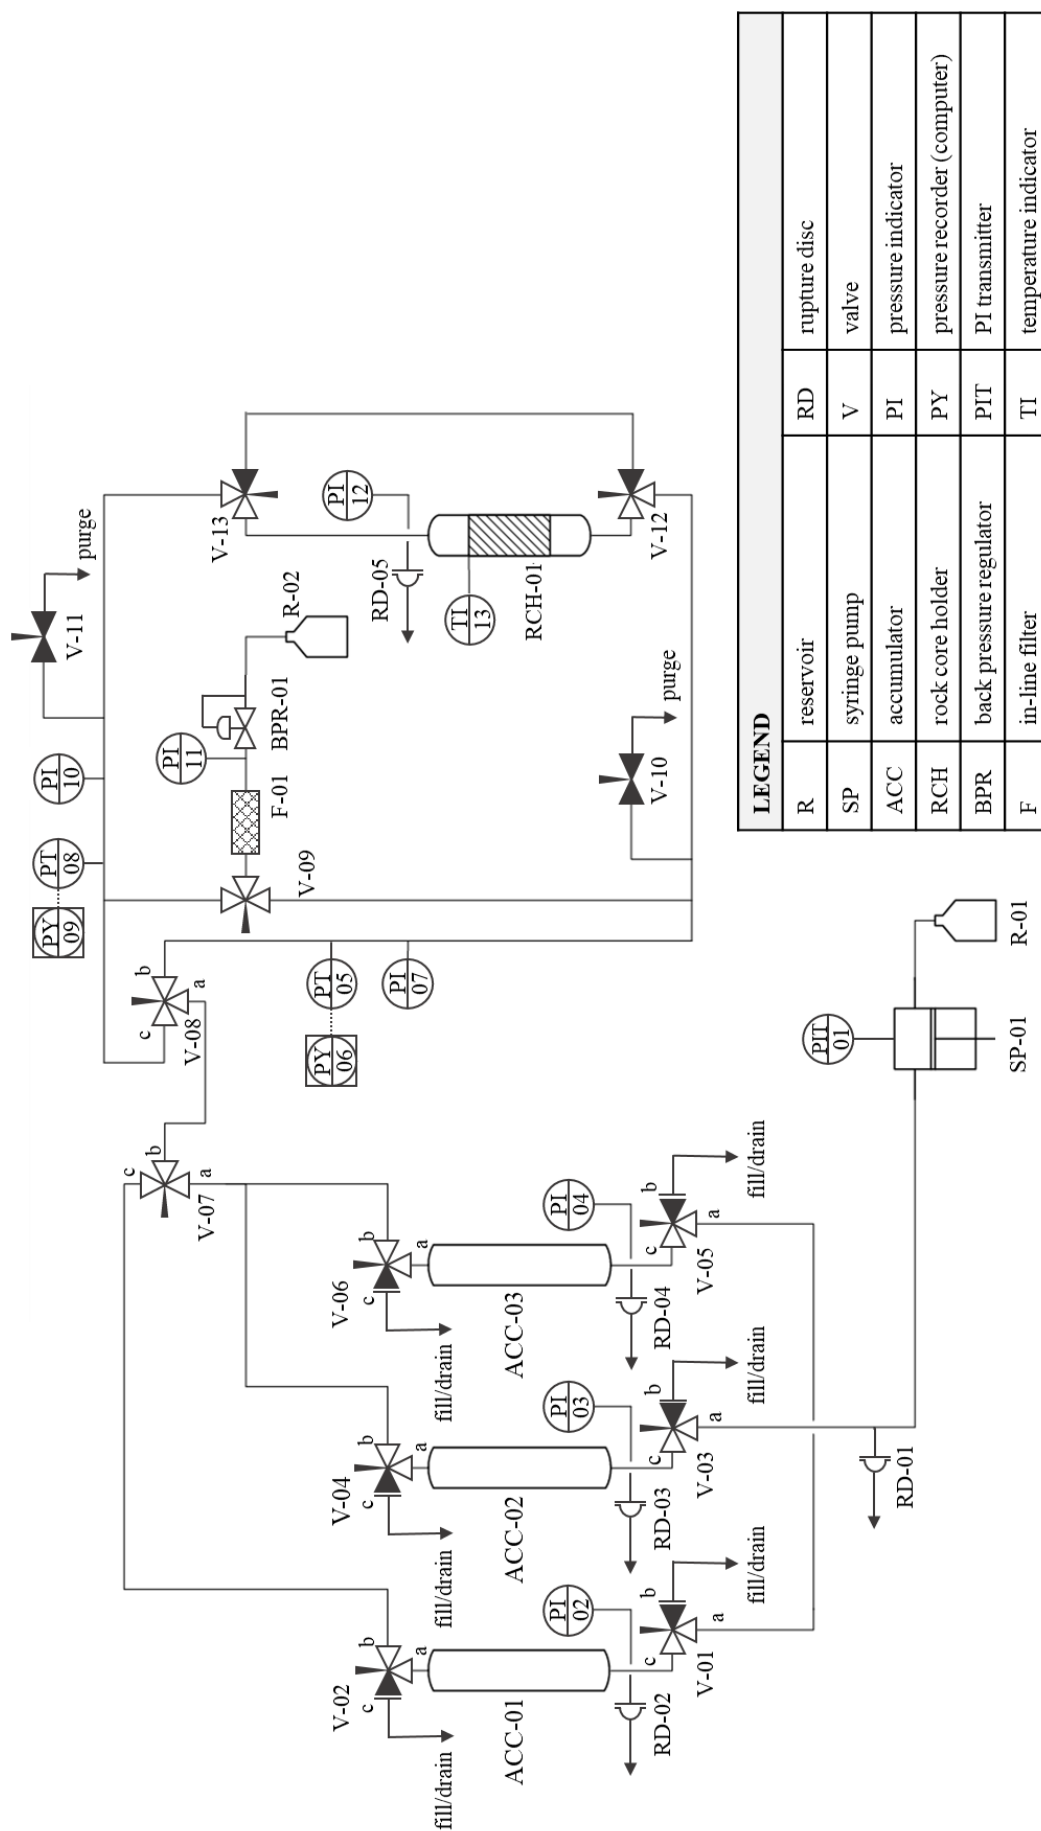 V-11
purge
PI
10
PT
08
PY
09
V-13
PI
12
RD-05
TI
13
RCH-01
V-12
R-02
BPR-01
PI
11
F-01
V-09
V-10
purge
b
a
c
V-08
PT
05
PY
06
PI
07
c
b
a
V-07
b
a
c
V-06
fill/drain
ACC-03
PI
04
RD-04
b
a
c
V-05
fill/drain
b
a
c
V-04
fill/drain
ACC-02
PI
03
RD-03
b
a
c
V-03
fill/drain
b
a
c
V-02
fill/drain
ACC-01
PI
02
RD-02
b
a
c
V-01
fill/drain
RD-01
PIT
01
SP-01
R-01
LEGEND
R reservoir RD rupture disc
SP syringe pump V valve
ACC accumulator PI pressure indicator
RCH rock core holder PY pressure recorder (computer)
BPR back pressure regulator PIT PI transmitter
F in-line filter TI temperature indicator